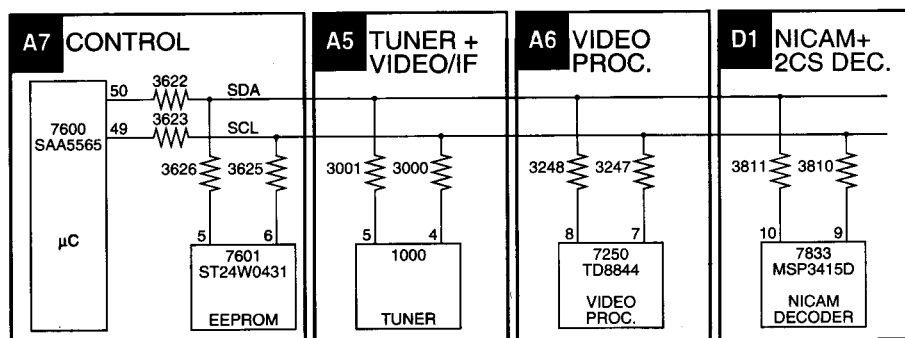 A7 CONTROL
50
3622
SDA
49
3623
SCL
7600
SAA5565
µC
3626
3625
5
6
7601
ST24W0431
EEPROM
A5 TUNER +
VIDEO/IF
3001
3000
5
4
1000
TUNER
A6 VIDEO
PROC.
3248
3247
8
7
7250
TD8844
VIDEO
PROC.
D1 NICAM+
2CS DEC.
3811
3810
10
9
7833
MSP3415D
NICAM
DECODER